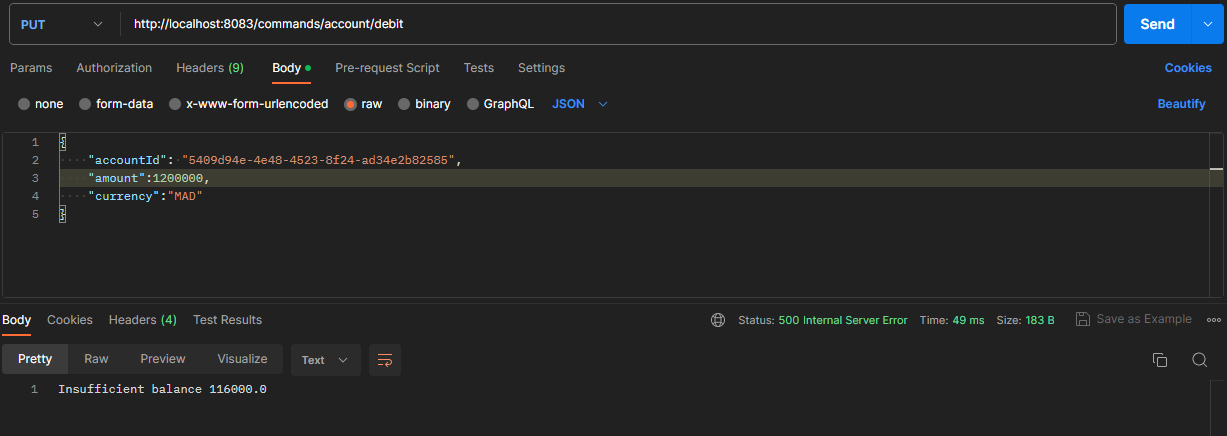 PUT http://localhost:8083/commands/account/debit Send
Params Authorization Headers (9) Body Pre-request Script Tests Settings Cookies
none form-data x-www-form-urlencoded raw binary GraphQL JSON Beautify
1 {
2 "accountId": "5409d94e-4e48-4523-8f24-ad34e2b82585",
3 "amount":1200000,
4 "currency":"MAD"
5 }
Body Cookies Headers (4) Test Results Status: 500 Internal Server Error Time: 49 ms Size: 183 B Save as Example
Pretty Raw Preview Visualize Text
1 Insufficient balance 116000.0